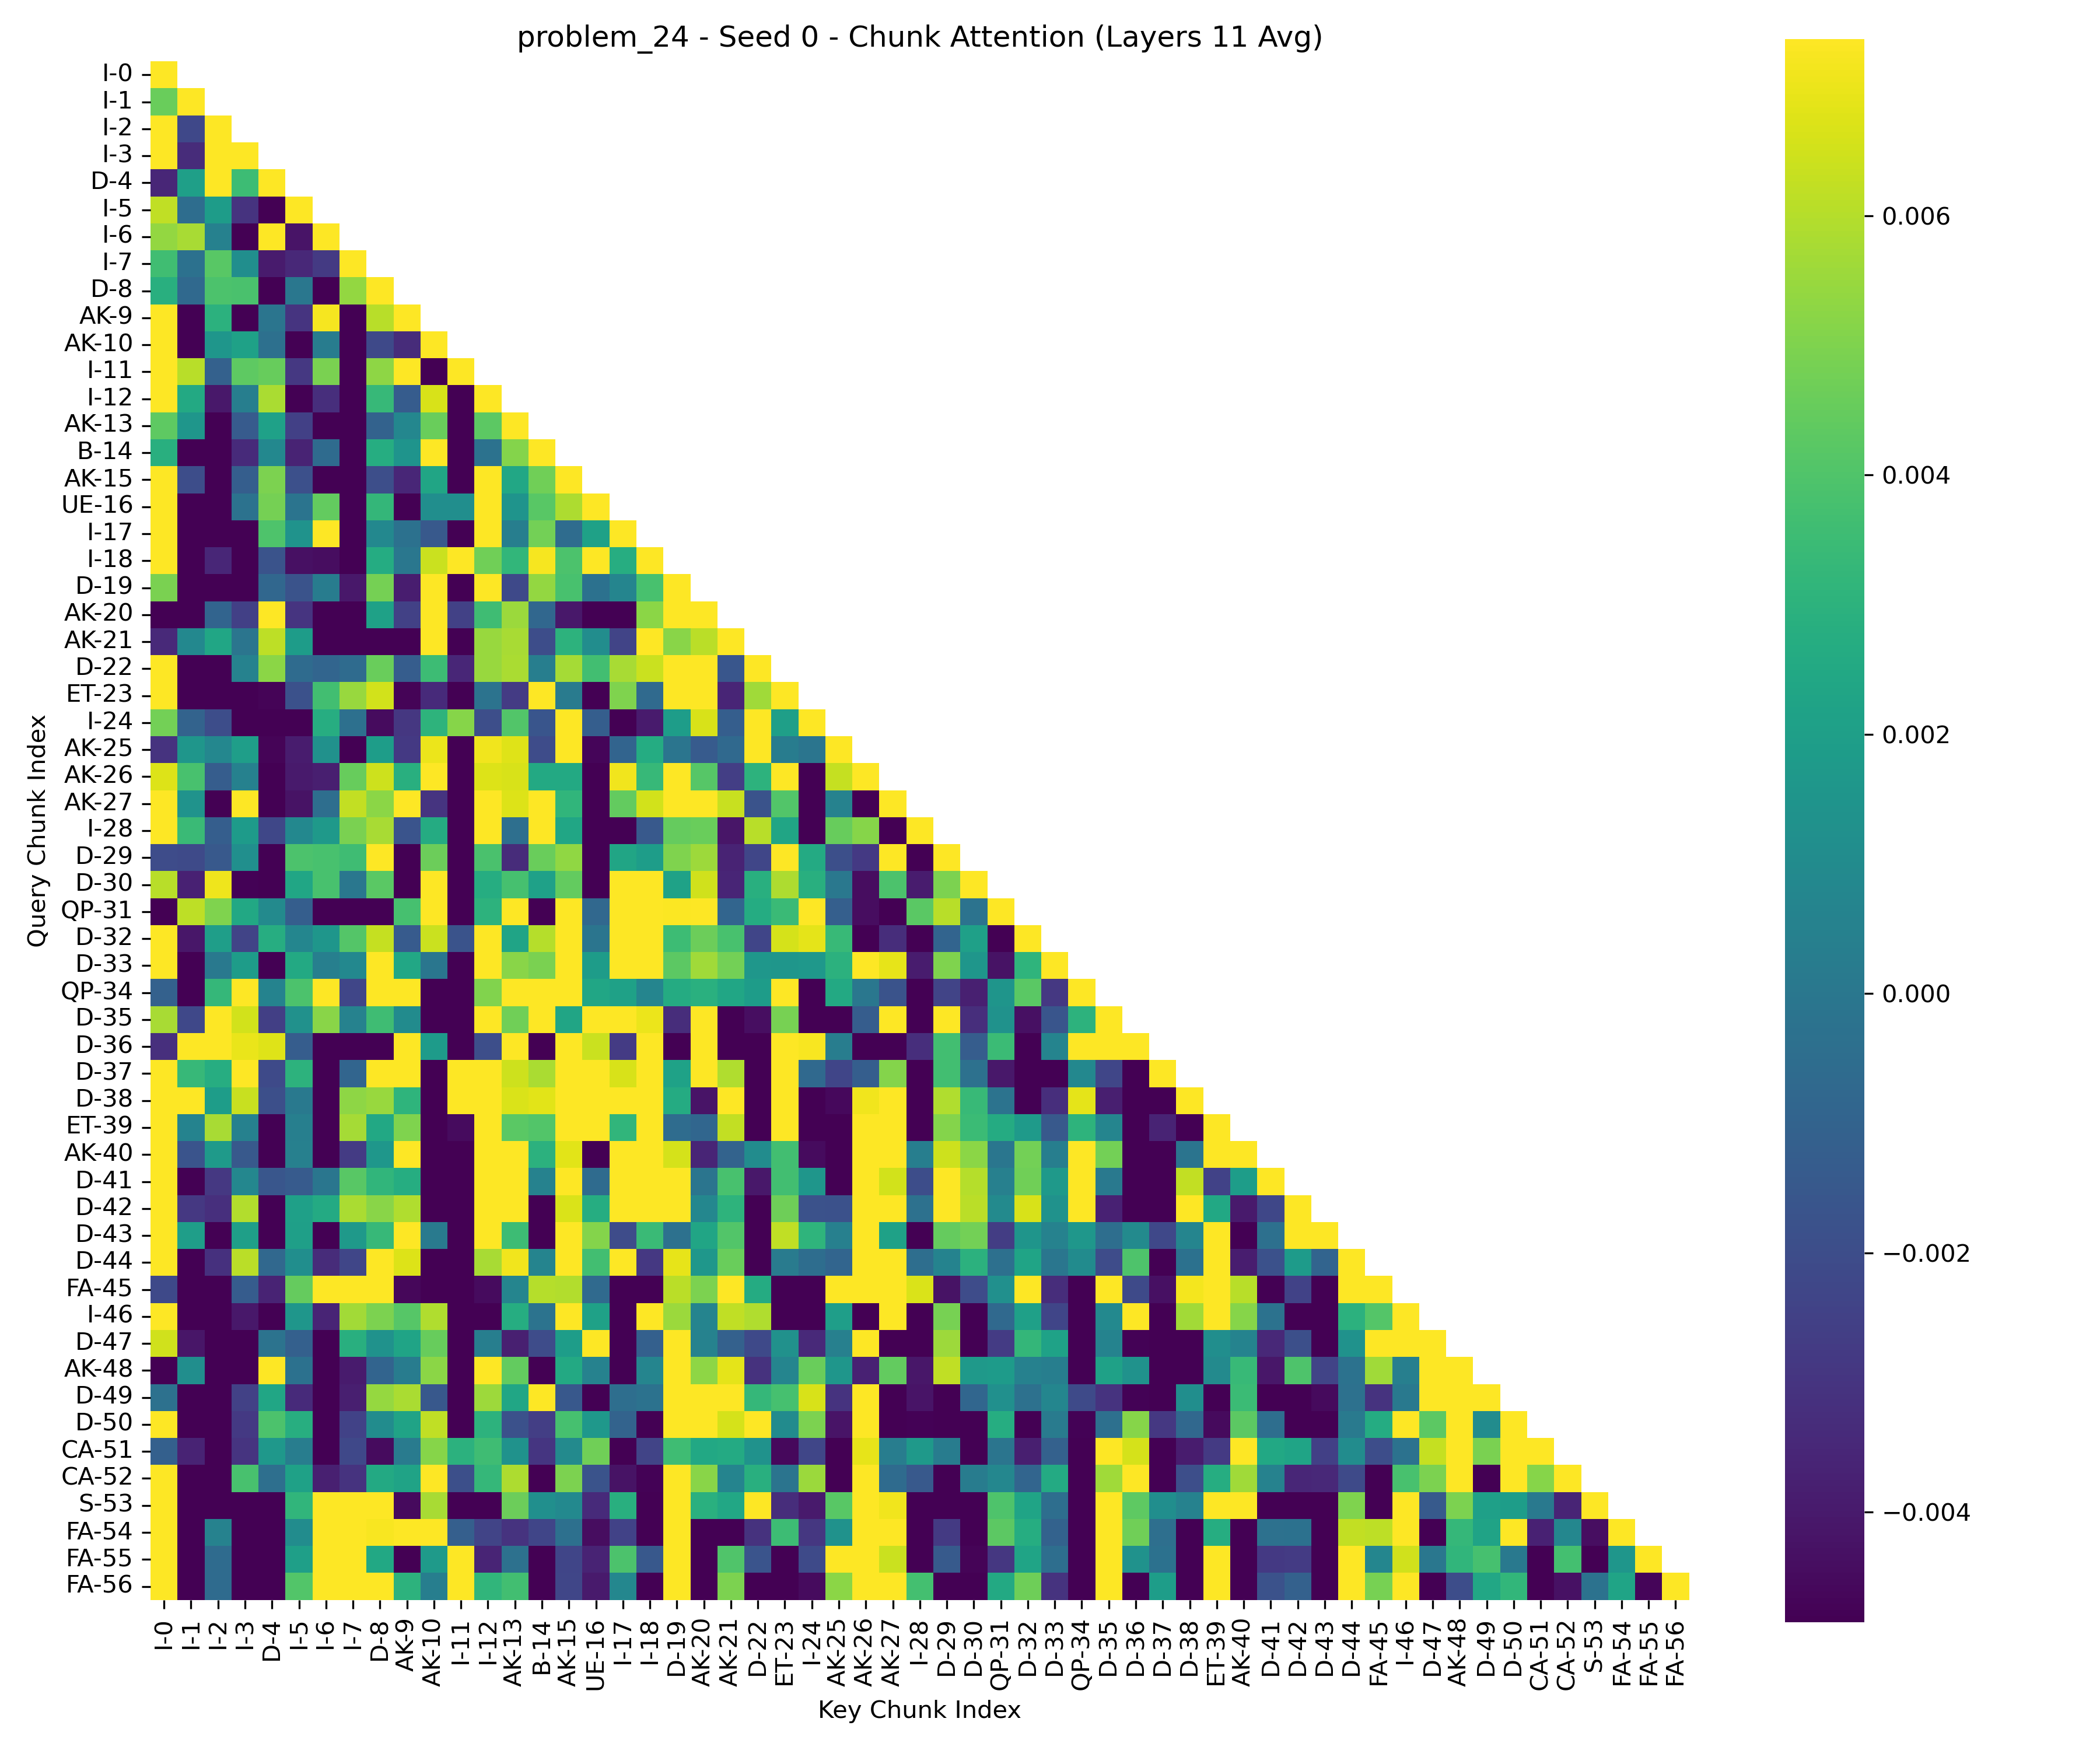 problem_24 - Seed 0 - Chunk Attention (Layers 11 Avg)
Query Chunk Index
I-0
I-1
I-2
I-3
D-4
I-5
I-6
I-7
D-8
AK-9
AK-10
I-11
I-12
AK-13
B-14
AK-15
UE-16
I-17
I-18
D-19
AK-20
AK-21
D-22
ET-23
I-24
AK-25
AK-26
AK-27
I-28
D-29
D-30
QP-31
D-32
D-33
QP-34
D-35
D-36
D-37
D-38
ET-39
AK-40
D-41
D-42
D-43
D-44
FA-45
I-46
D-47
AK-48
D-49
D-50
CA-51
CA-52
S-53
FA-54
FA-55
FA-56
I-0
I-1
I-2
I-3
D-4
I-5
I-6
I-7
D-8
AK-9
AK-10
I-11
I-12
AK-13
B-14
AK-15
UE-16
I-17
I-18
D-19
AK-20
AK-21
D-22
ET-23
I-24
AK-25
AK-26
AK-27
I-28
D-29
D-30
QP-31
D-32
D-33
QP-34
D-35
D-36
D-37
D-38
ET-39
AK-40
D-41
D-42
D-43
D-44
FA-45
I-46
D-47
AK-48
D-49
D-50
CA-51
CA-52
S-53
FA-54
FA-55
FA-56
Key Chunk Index
0.006
0.004
0.002
0.000
−0.002
−0.004